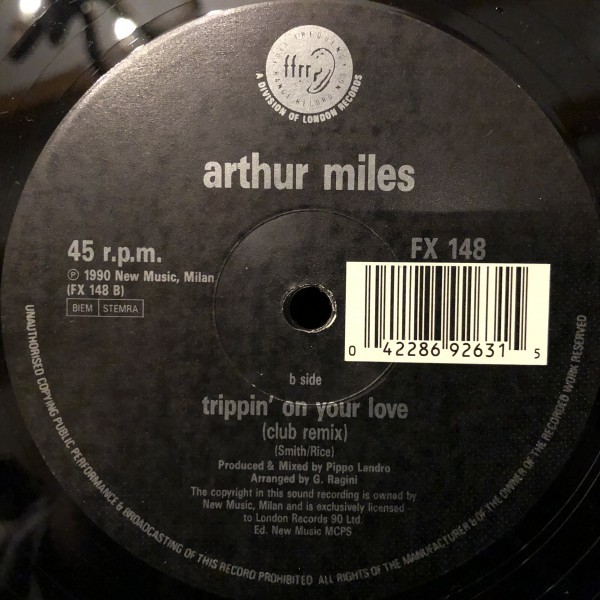 FULL FREQUENCY
ffrr
RANGE RECORDINGS
A DIVISION OF LONDON RECORDS
arthur miles
45 r.p.m.
℗ 1990 New Music, Milan
(FX 148 B)
BIEM STEMRA
FX 148
0 42286 92631 5
b side
trippin' on your love
(club remix)
(Smith/Rice)
Produced & Mixed by Pippo Landro
Arranged by G. Ragini
The copyright in this sound recording is owned by
New Music, Milan and is exclusively licensed
to London Records 90 Ltd.
Ed. New Music MCPS
UNAUTHORISED COPYING PUBLIC PERFORMANCE & BROADCASTING OF THIS RECORD PROHIBITED ALL RIGHTS OF THE MANUFACTURER & OF THE OWNER OF THE RECORDED WORK RESERVED